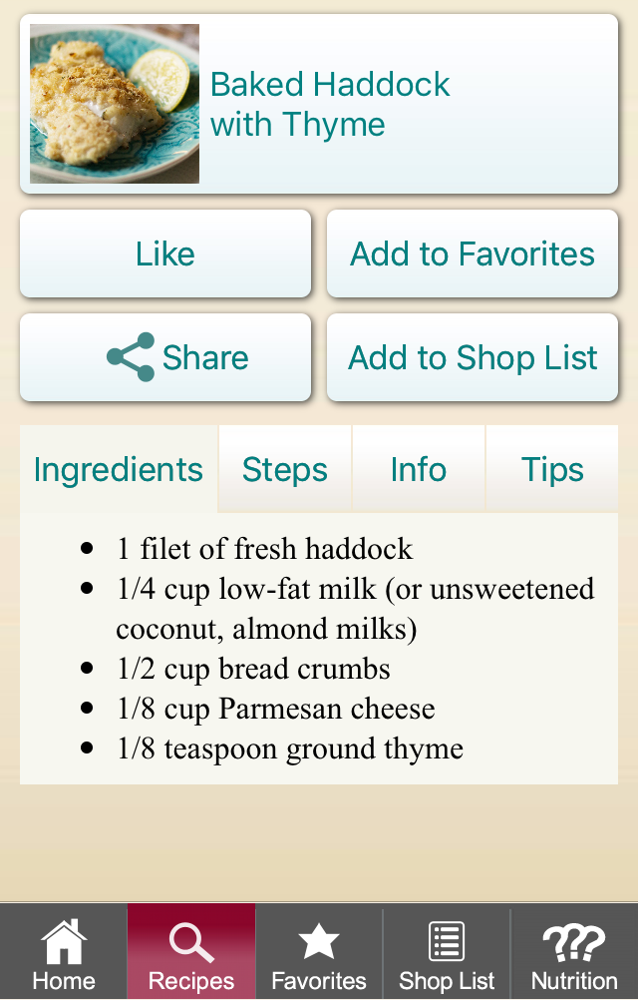 Baked Haddock
with Thyme
Like
Add to Favorites
Share
Add to Shop List
Ingredients
Steps
Info
Tips
1 filet of fresh haddock
1/4 cup low-fat milk (or unsweetened
coconut, almond milks)
1/2 cup bread crumbs
1/8 cup Parmesan cheese
1/8 teaspoon ground thyme
Home
Recipes
Favorites
Shop List
???
Nutrition